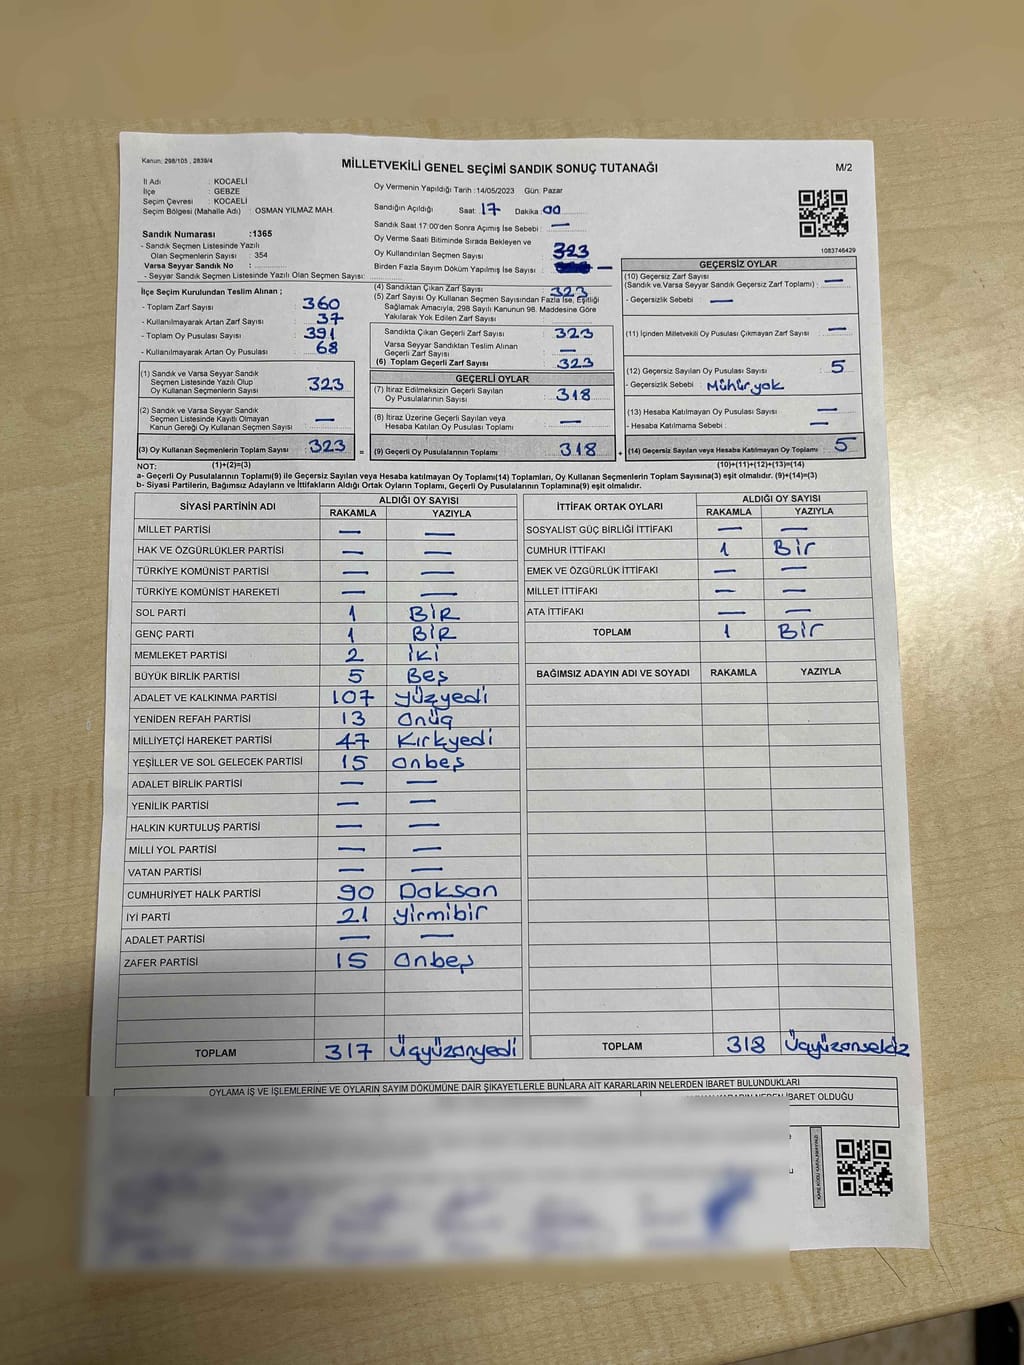 Kanun: 298/105 , 2839/4
MİLLETVEKİLİ GENEL SEÇİMİ SANDIK SONUÇ TUTANAĞI
M/2
İl Adı : KOCAELİ
İlçe : GEBZE
Seçim Çevresi : KOCAELİ
Seçim Bölgesi (Mahalle Adı) : OSMAN YILMAZ MAH.
Sandık Numarası :1365
- Sandık Seçmen Listesinde Yazılı
Olan Seçmenlerin Sayısı : 354
Varsa Seyyar Sandık No :
- Seyyar Sandık Seçmen Listesinde Yazılı Olan Seçmen Sayısı:
Oy Vermenin Yapıldığı Tarih :14/05/2023 Gün: Pazar
Sandığın Açıldığı Saat: 17 Dakika: 00
Sandık Saat 17:00'den Sonra Açımış İse Sebebi : —
Oy Verme Saati Bitiminde Sırada Bekleyen ve
Oy Kullandırılan Seçmen Sayısı : 323
Birden Fazla Sayım Döküm Yapılmış İse Sayısı : —
1083746429
İlçe Seçim Kurulundan Teslim Alınan ;
- Toplam Zarf Sayısı : 360
- Kullanılmayarak Artan Zarf Sayısı : 37
- Toplam Oy Pusulası Sayısı : 391
- Kullanılmayarak Artan Oy Pusulası : 68
(1) Sandık ve Varsa Seyyar Sandık
Seçmen Listesinde Yazılı Olup
Oy Kullanan Seçmenlerin Sayısı : 323
(2) Sandık ve Varsa Seyyar Sandık
Seçmen Listesinde Kayıtlı Olmayan
Kanun Gereği Oy Kullanan Seçmen Sayısı : —
(3) Oy Kullanan Seçmenlerin Toplam Sayısı : 323
(4) Sandıktan Çıkan Zarf Sayısı : 323
(5) Zarf Sayısı Oy Kullanan Seçmen Sayısından Fazla İse, Eşitliği
Sağlamak Amacıyla, 298 Sayılı Kanunun 98. Maddesine Göre
Yakılarak Yok Edilen Zarf Sayısı :
Sandıkta Çıkan Geçerli Zarf Sayısı : 323
Varsa Seyyar Sandıktan Teslim Alınan
Geçerli Zarf Sayısı : —
(6) Toplam Geçerli Zarf Sayısı : 323
GEÇERLİ OYLAR
(7) İtiraz Edilmeksizin Geçerli Sayılan
Oy Pusulalarının Sayısı : 318
(8) İtiraz Üzerine Geçerli Sayılan veya
Hesaba Katılan Oy Pusulası Toplamı : —
= (9) Geçerli Oy Pusulalarının Toplamı : 318
GEÇERSİZ OYLAR
(10) Geçersiz Zarf Sayısı
(Sandık ve Varsa Seyyar Sandık Geçersiz Zarf Toplamı) : —
- Geçersizlik Sebebi : —
(11) İçinden Milletvekili Oy Pusulası Çıkmayan Zarf Sayısı : —
(12) Geçersiz Sayılan Oy Pusulası Sayısı : 5
- Geçersizlik Sebebi : Mühür yok
(13) Hesaba Katılmayan Oy Pusulası Sayısı : —
- Hesaba Katılmama Sebebi : —
+ (14) Geçersiz Sayılan veya Hesaba Katılmayan Oy Toplamı : 5
NOT: (1)+(2)=(3) (10)+(11)+(12)+(13)=(14)
a- Geçerli Oy Pusulalarının Toplamı(9) ile Geçersiz Sayılan veya Hesaba katılmayan Oy Toplamı(14) Toplamları, Oy Kullanan Seçmenlerin Toplam Sayısına(3) eşit olmalıdır. (9)+(14)=(3)
b- Siyasi Partilerin, Bağımsız Adayların ve İttifakların Aldığı Ortak Oyların Toplamı, Geçerli Oy Pusulalarının Toplamına(9) eşit olmalıdır.
SİYASİ PARTİNİN ADI ALDIĞI OY SAYISI
RAKAMLA YAZIYLA
MİLLET PARTİSİ — —
HAK VE ÖZGÜRLÜKLER PARTİSİ — —
TÜRKİYE KOMÜNİST PARTİSİ — —
TÜRKİYE KOMÜNİST HAREKETİ — —
SOL PARTİ 1 BİR
GENÇ PARTİ 1 BİR
MEMLEKET PARTİSİ 2 iki
BÜYÜK BİRLİK PARTİSİ 5 Beş
ADALET VE KALKINMA PARTİSİ 107 yüzyedi
YENİDEN REFAH PARTİSİ 13 Onüç
MİLLİYETÇİ HAREKET PARTİSİ 47 Kırkyedi
YEŞİLLER VE SOL GELECEK PARTİSİ 15 Onbeş
ADALET BİRLİK PARTİSİ — —
YENİLİK PARTİSİ — —
HALKIN KURTULUŞ PARTİSİ — —
MİLLİ YOL PARTİSİ — —
VATAN PARTİSİ — —
CUMHURİYET HALK PARTİSİ 90 Doksan
İYİ PARTİ 21 yirmibir
ADALET PARTİSİ — —
ZAFER PARTİSİ 15 Onbeş
TOPLAM 317 Üçyüzonyedi
İTTİFAK ORTAK OYLARI ALDIĞI OY SAYISI
RAKAMLA YAZIYLA
SOSYALİST GÜÇ BİRLİĞİ İTTİFAKI — —
CUMHUR İTTİFAKI 1 Bir
EMEK VE ÖZGÜRLÜK İTTİFAKI — —
MİLLET İTTİFAKI — —
ATA İTTİFAKI — —
TOPLAM 1 Bir
BAĞIMSIZ ADAYIN ADI VE SOYADI RAKAMLA YAZIYLA
TOPLAM 318 Üçyüzonsekiz
OYLAMA İŞ VE İŞLEMLERİNE VE OYLARIN SAYIM DÖKÜMÜNE DAİR ŞİKAYETLERLE BUNLARA AİT KARARLARIN NELERDEN İBARET BULUNDUKLARI
İBARET OLDUĞU